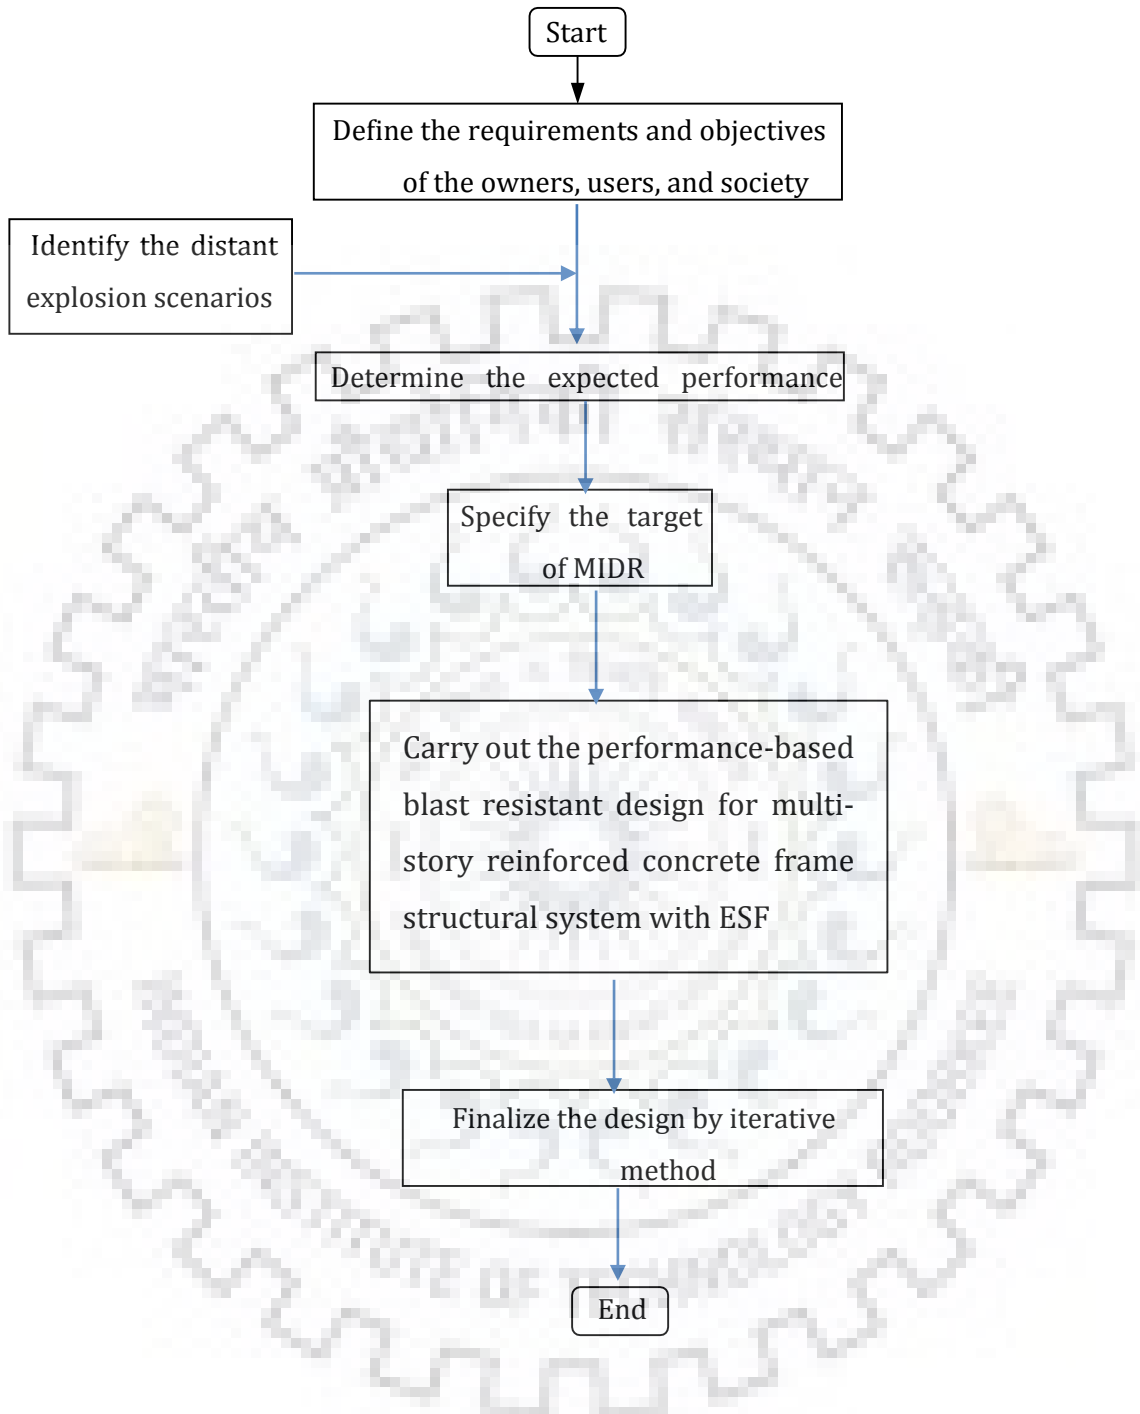 Start
Define the requirements and objectives
of the owners, users, and society
Identify the distant
explosion scenarios
Determine the expected performance
Specify the target
of MIDR
Carry out the performance-based
blast resistant design for multi-
story reinforced concrete frame
structural system with ESF
Finalize the design by iterative
method
End